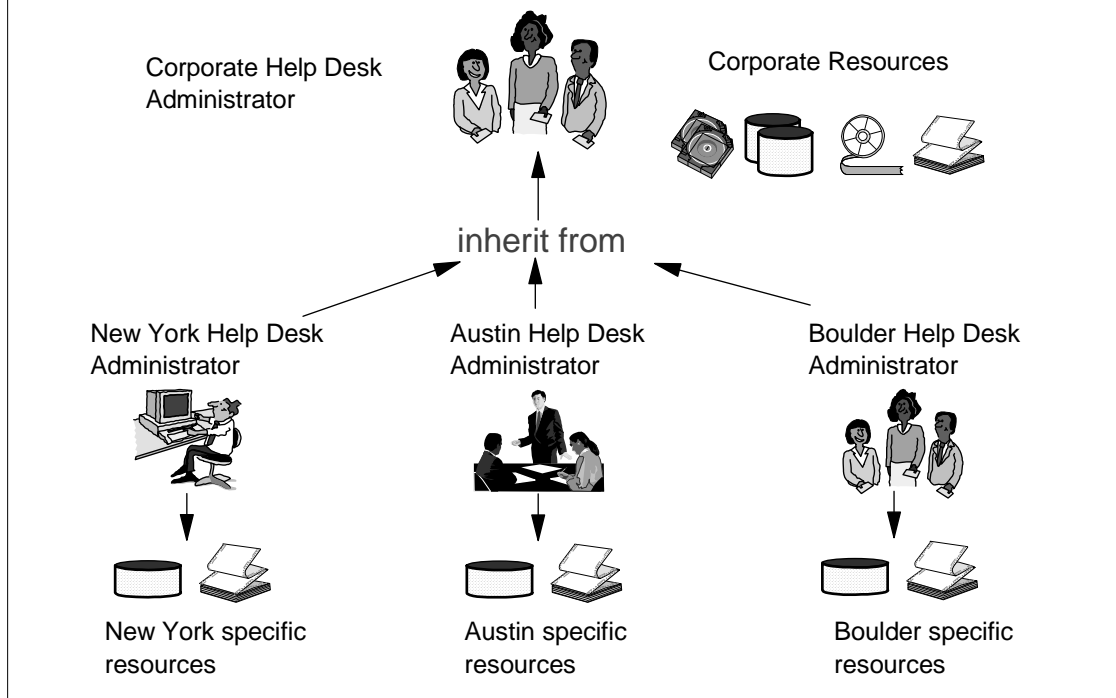 Corporate Help Desk
Administrator
Corporate Resources
inherit from
New York Help Desk
Administrator
Austin Help Desk
Administrator
Boulder Help Desk
Administrator
New York specific
resources
Austin specific
resources
Boulder specific
resources